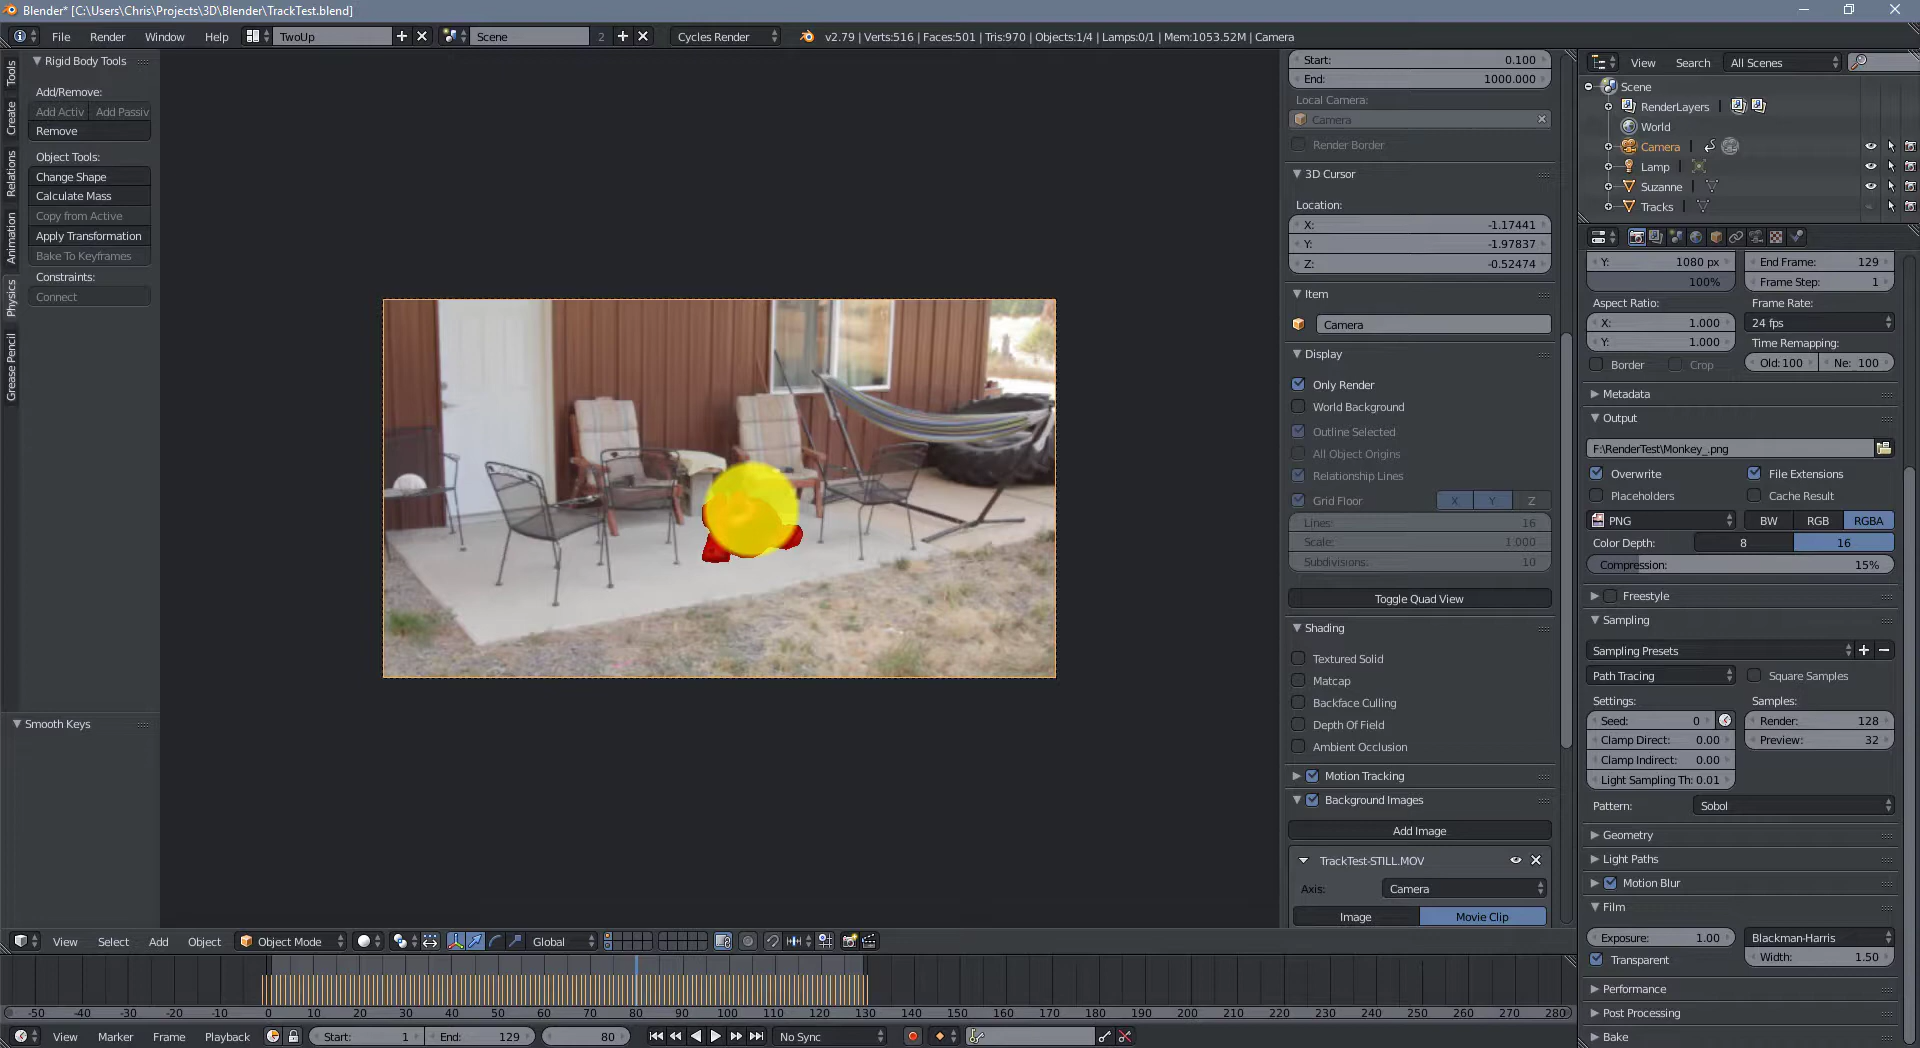 Blender* [C:\Users\Chris\Projects\3D\Blender\TrackTest.blend]
File Render Window Help TwoUp Scene 2 Cycles Render v2.79 | Verts:516 | Faces:501 | Tris:970 | Objects:1/4 | Lamps:0/1 | Mem:1053.52M | Camera
Tools
Create
Relations
Animation
Physics
Grease Pencil
Rigid Body Tools
Add/Remove:
Add Activ Add Passiv
Remove
Object Tools:
Change Shape
Calculate Mass
Copy from Active
Apply Transformation
Bake To Keyframes
Constraints:
Connect
Smooth Keys
Start: 0.100
End: 1000.000
Local Camera:
Camera
Render Border
3D Cursor
Location:
X: -1.17441
Y: -1.97837
Z: -0.52474
Item
Camera
Display
Only Render
World Background
Outline Selected
All Object Origins
Relationship Lines
Grid Floor X Y Z
Lines: 16
Scale: 1.000
Subdivisions: 10
Toggle Quad View
Shading
Textured Solid
Matcap
Backface Culling
Depth Of Field
Ambient Occlusion
Motion Tracking
Background Images
Add Image
TrackTest-STILL.MOV
Axis: Camera
Image Movie Clip
View Search All Scenes
Scene
RenderLayers
World
Camera
Lamp
Suzanne
Tracks
Y: 1080 px End Frame: 129
100% Frame Step: 1
Aspect Ratio: Frame Rate:
X: 1.000 24 fps
Y: 1.000 Time Remapping:
Border Crop Old: 100 Ne: 100
Metadata
Output
F:\RenderTest\Monkey_.png
Overwrite File Extensions
Placeholders Cache Result
PNG BW RGB RGBA
Color Depth: 8 16
Compression: 15%
Freestyle
Sampling
Sampling Presets
Path Tracing Square Samples
Settings: Samples:
Seed: 0 Render: 128
Clamp Direct: 0.00 Preview: 32
Clamp Indirect: 0.00
Light Sampling Th: 0.01
Pattern: Sobol
Geometry
Light Paths
Motion Blur
Film
Exposure: 1.00 Blackman-Harris
Transparent Width: 1.50
Performance
Post Processing
Bake
View Select Add Object Object Mode Global
-50 -40 -30 -20 -10 0 10 20 30 40 50 60 70 80 90 100 110 120 130 140 150 160 170 180 190 200 210 220 230 240 250 260 270 280
View Marker Frame Playback Start: 1 End: 129 80 No Sync